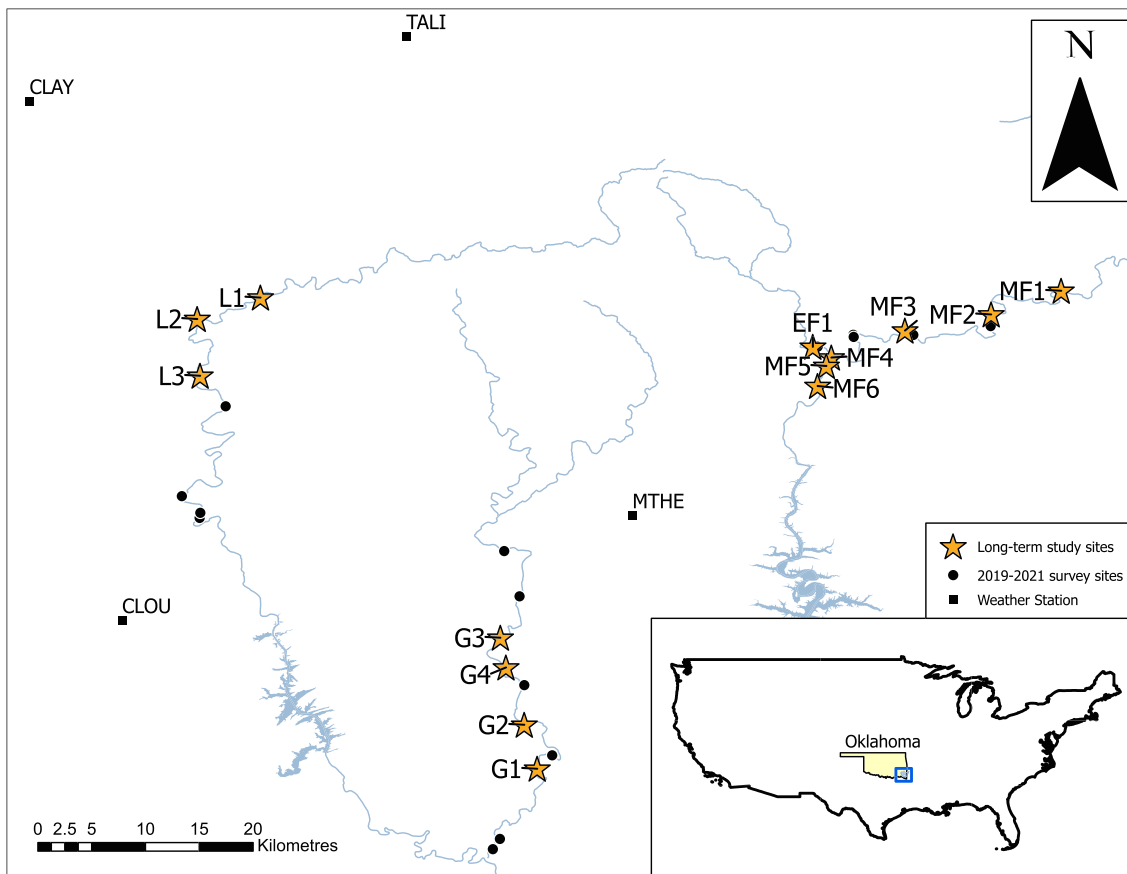 TALI
N
CLAY
L1
L2
L3
MF1
MF2
MF3
EF1
MF4
MF5
MF6
MTHE
CLOU
G3
G4
G2
G1
Long-term study sites
2019-2021 survey sites
Weather Station
Oklahoma
0 2.5 5 10 15 20
Kilometres